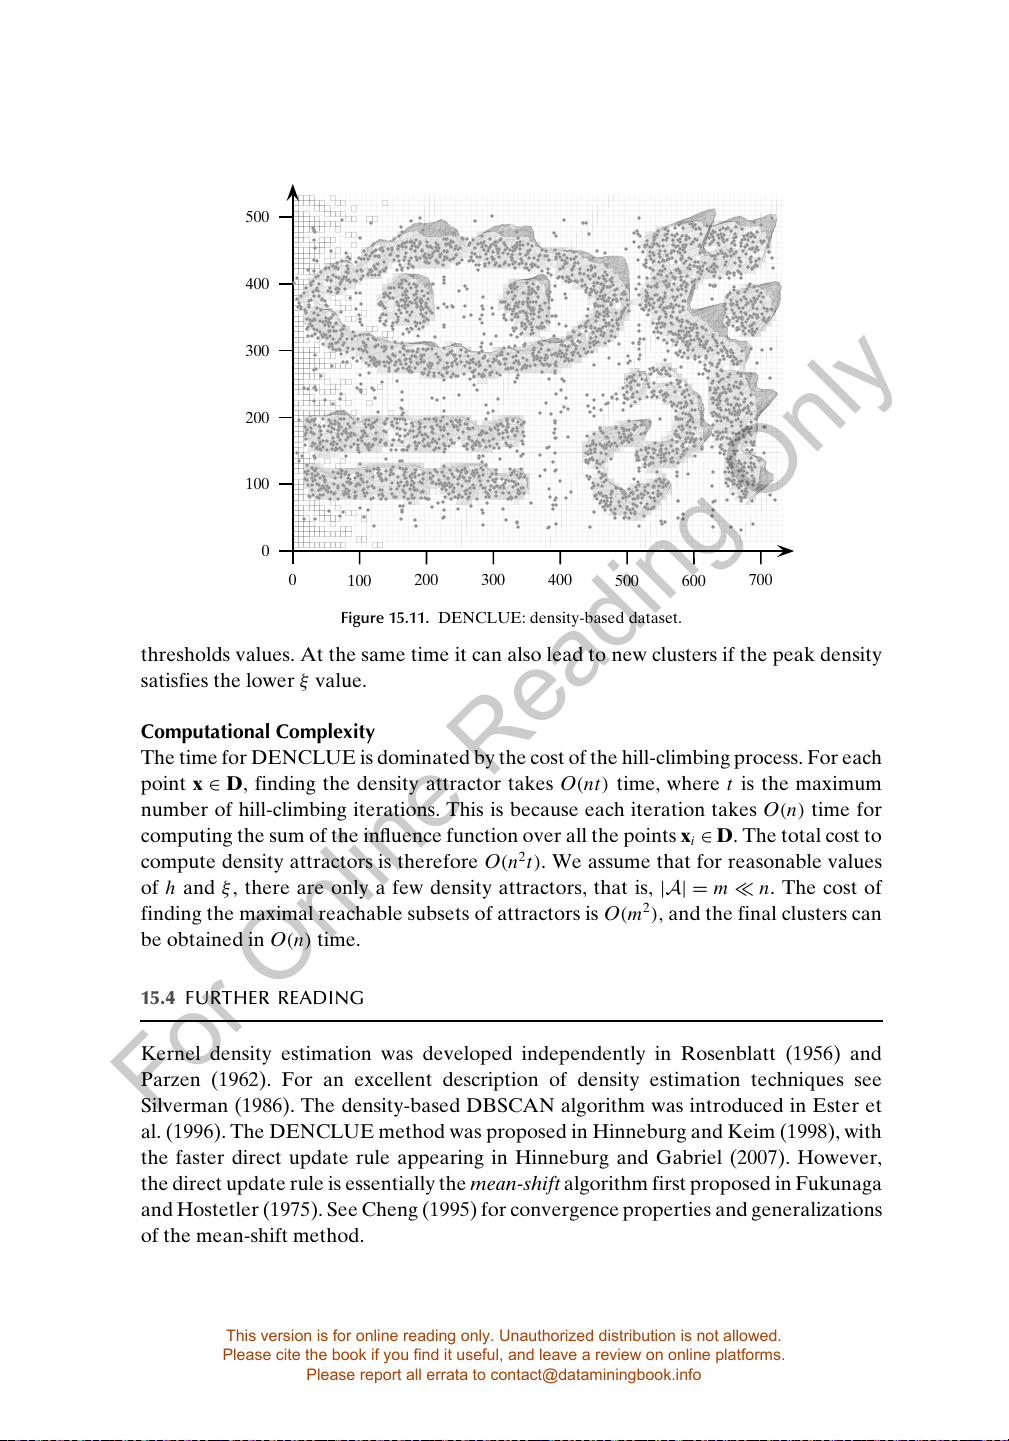 500
400
300
200
100
0
0 100 200 300 400 500 600 700
Figure 15.11. DENCLUE: density-based dataset.
thresholds values. At the same time it can also lead to new clusters if the peak density
satisfies the lower ξ value.
Computational Complexity
The time for DENCLUE is dominated by the cost of the hill-climbing process. For each
point x ∈ D, finding the density attractor takes O(nt) time, where t is the maximum
number of hill-climbing iterations. This is because each iteration takes O(n) time for
computing the sum of the influence function over all the points xᵢ ∈ D. The total cost to
compute density attractors is therefore O(n²t). We assume that for reasonable values
of h and ξ, there are only a few density attractors, that is, |𝒜| = m ≪ n. The cost of
finding the maximal reachable subsets of attractors is O(m²), and the final clusters can
be obtained in O(n) time.
15.4 FURTHER READING
Kernel density estimation was developed independently in Rosenblatt (1956) and
Parzen (1962). For an excellent description of density estimation techniques see
Silverman (1986). The density-based DBSCAN algorithm was introduced in Ester et
al. (1996). The DENCLUE method was proposed in Hinneburg and Keim (1998), with
the faster direct update rule appearing in Hinneburg and Gabriel (2007). However,
the direct update rule is essentially the mean-shift algorithm first proposed in Fukunaga
and Hostetler (1975). See Cheng (1995) for convergence properties and generalizations
of the mean-shift method.
For Online Reading Only
This version is for online reading only. Unauthorized distribution is not allowed.
Please cite the book if you find it useful, and leave a review on online platforms.
Please report all errata to contact@dataminingbook.info